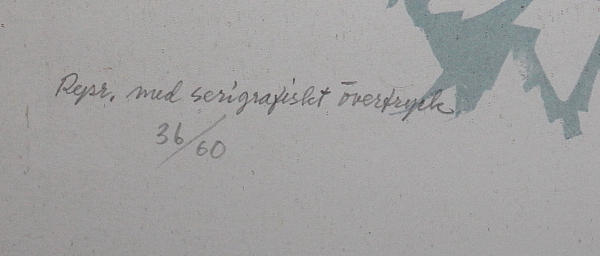 Repr. med serigrafiskt övertryck.
36/60